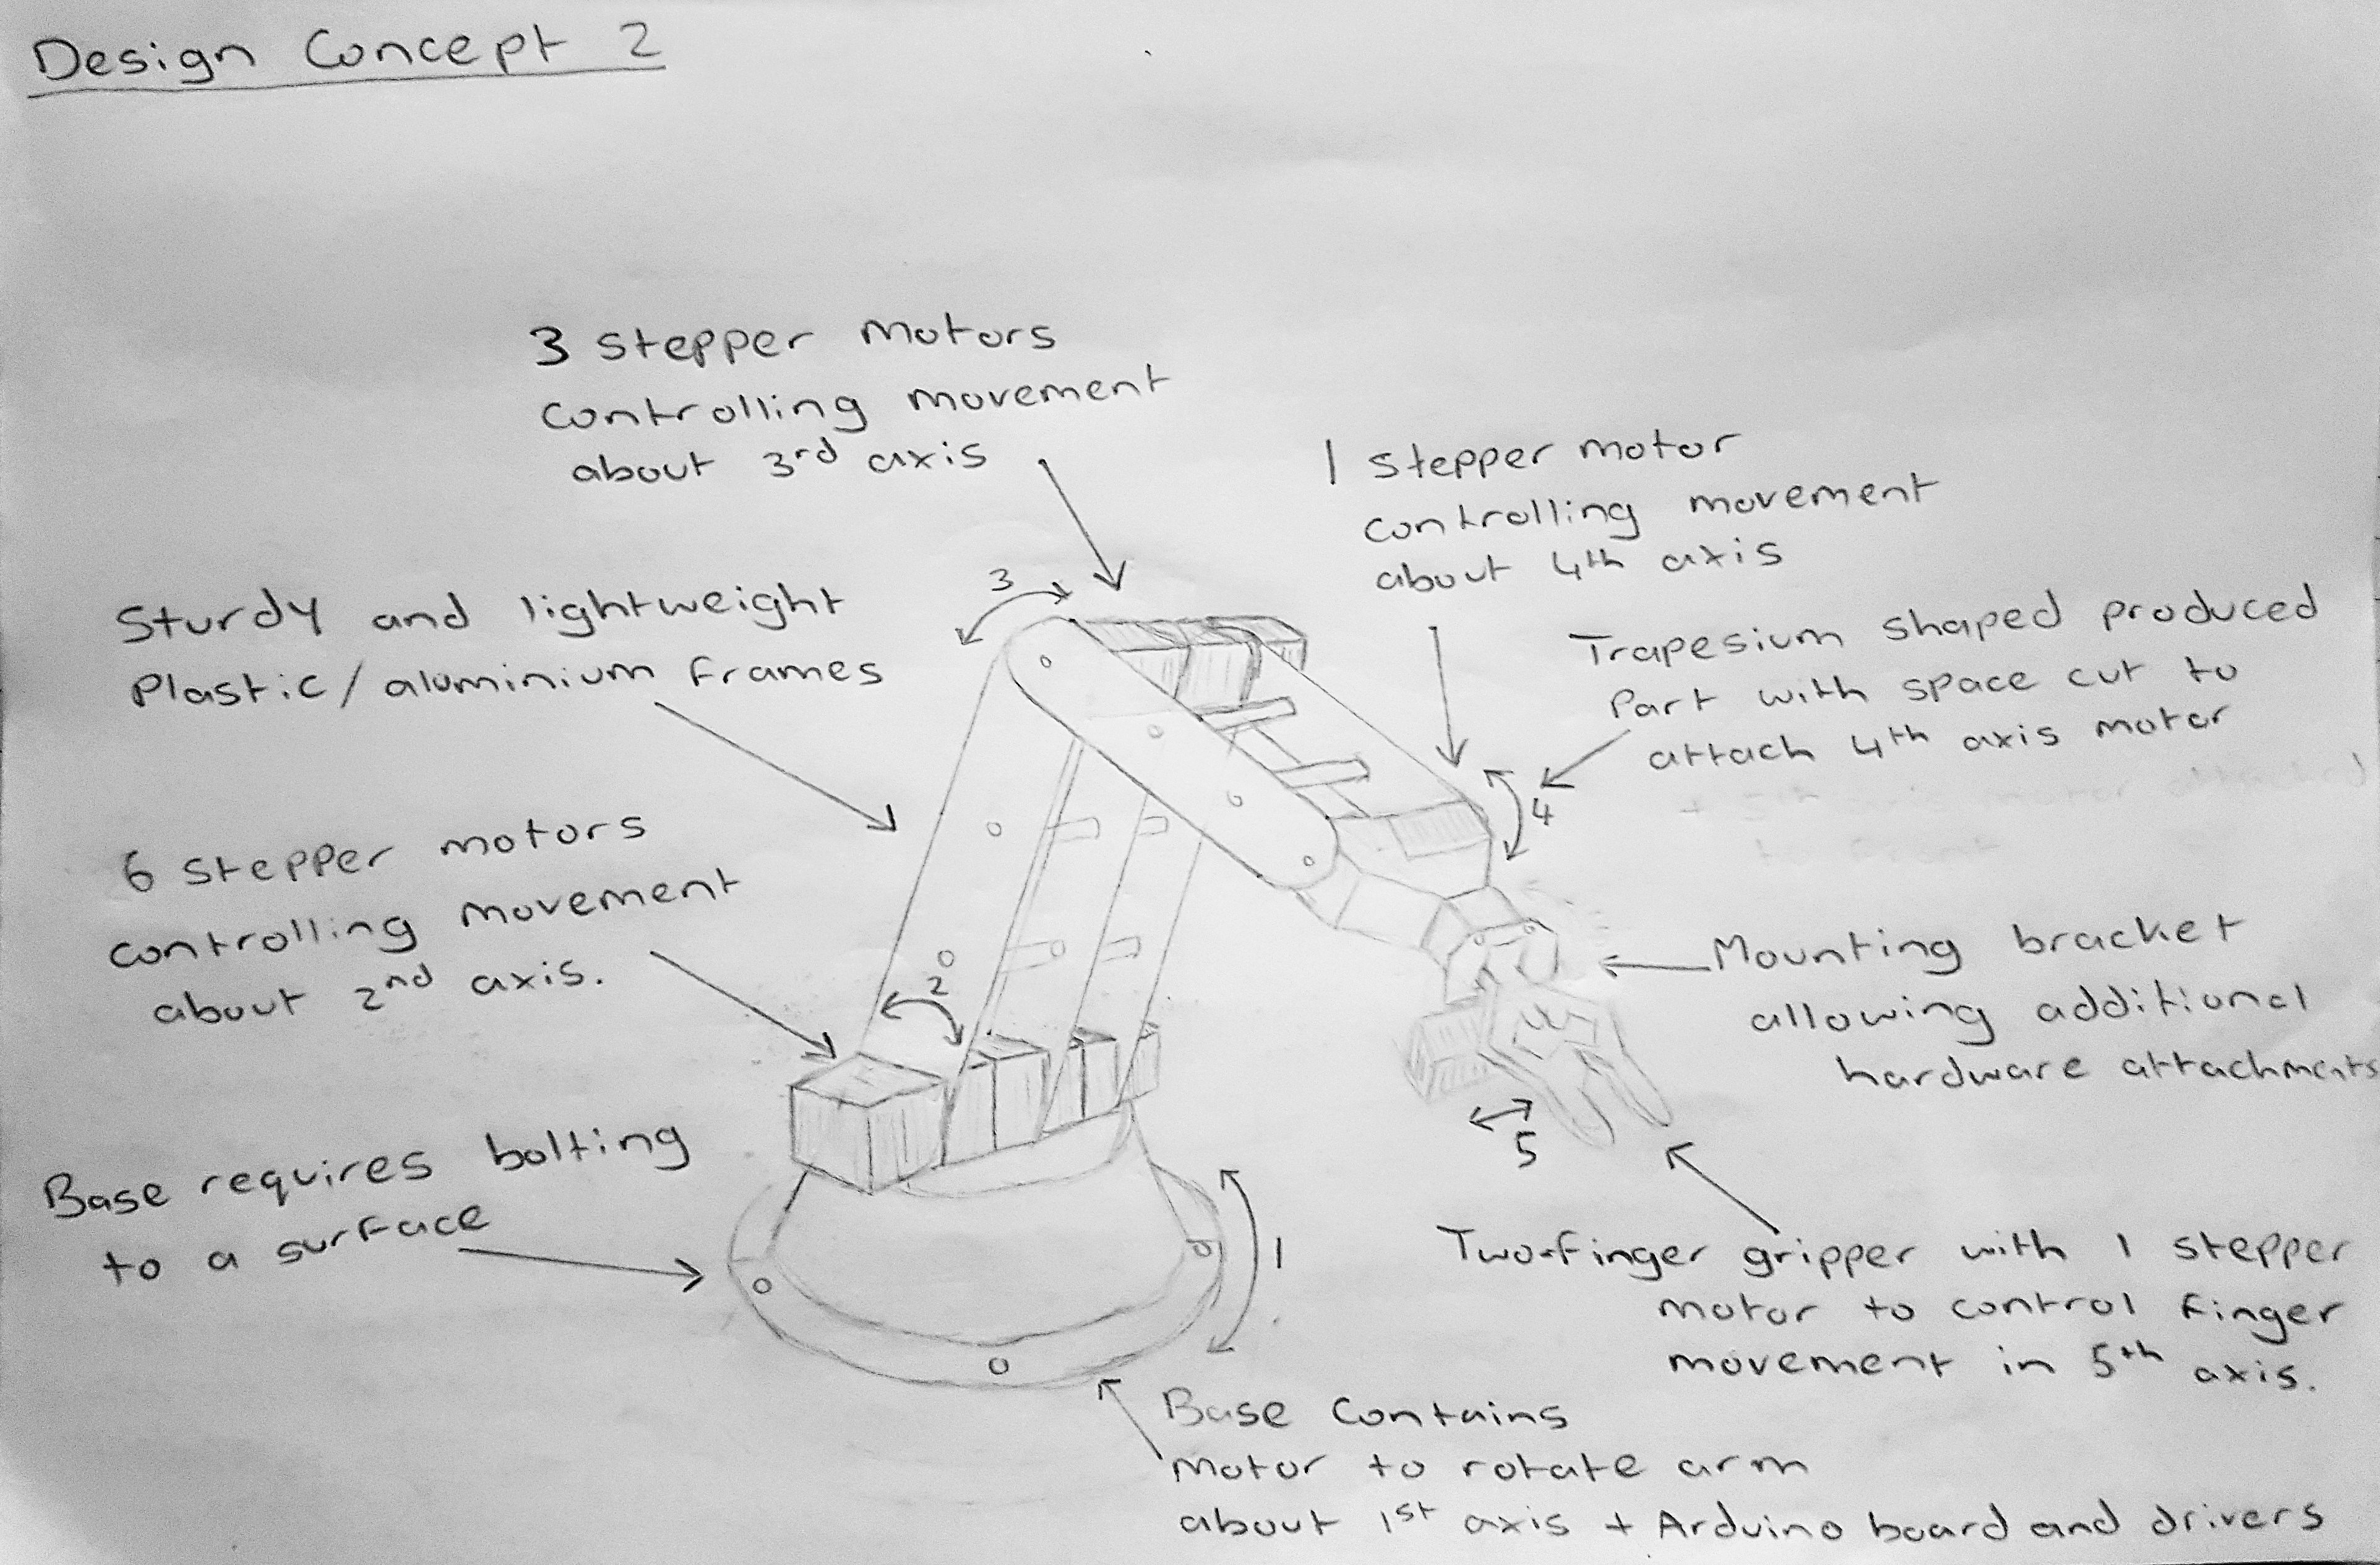 Design Concept 2
3 stepper motors
controlling movement
about 3rd axis
1 stepper motor
controlling movement
about 4th axis
Sturdy and lightweight
Plastic/aluminium frames
Trapesium shaped produced
Part with space cut to
attach 4th axis motor
3
4
6 stepper motors
controlling movement
about 2nd axis.
2
Mounting bracket
allowing additional
hardware attachments
5
Base requires bolting
to a surface
1
Two-finger gripper with 1 stepper
motor to control finger
movement in 5th axis.
Base Contains
motor to rotate arm
about 1st axis + Arduino board and drivers